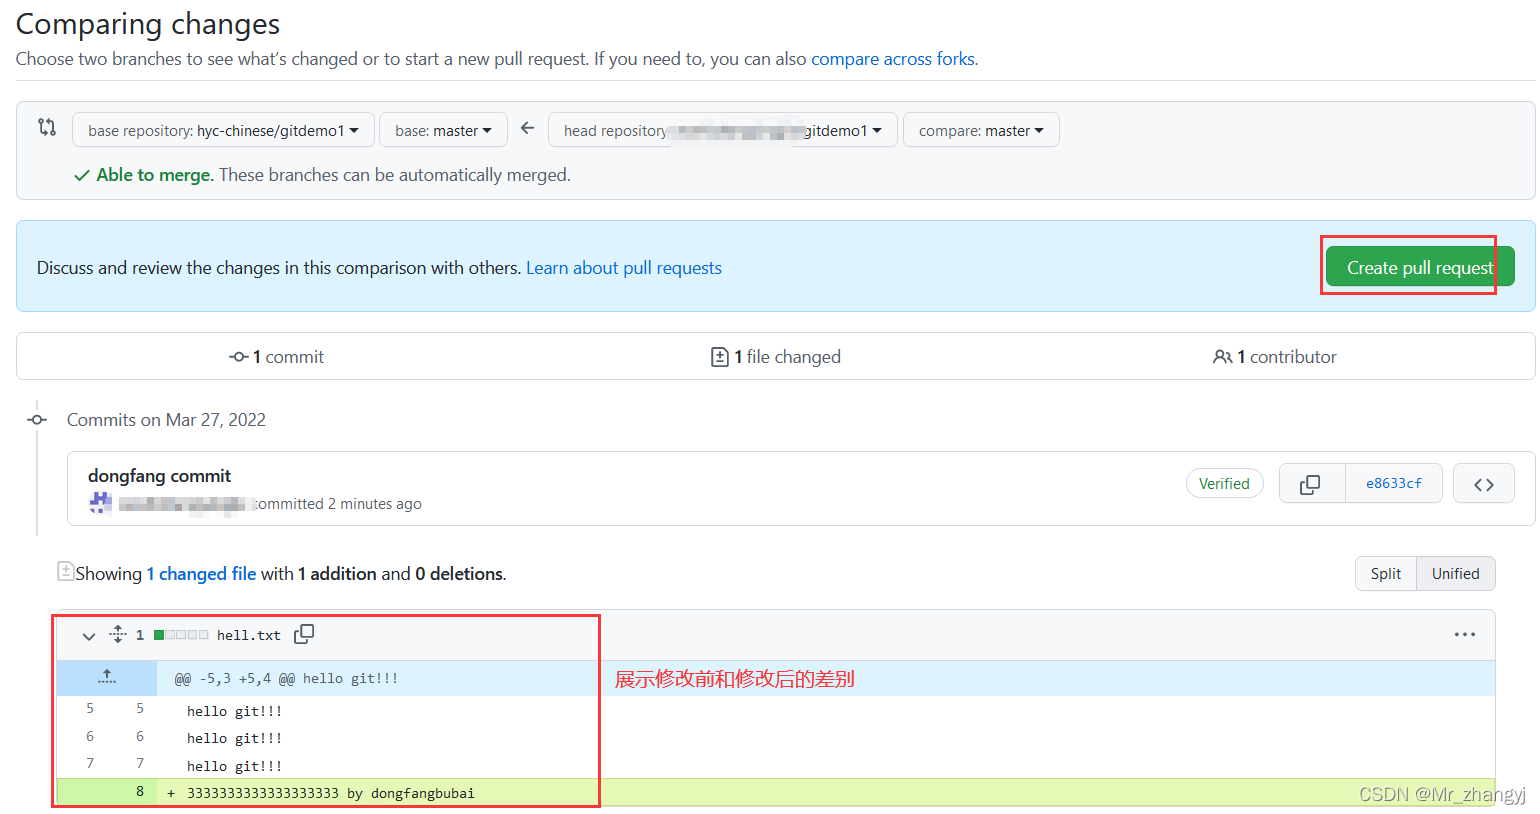 Comparing changes
Choose two branches to see what's changed or to start a new pull request. If you need to, you can also compare across forks.
base repository: hyc-chinese/gitdemo1 base: master head repository gitdemo1 compare: master
Able to merge. These branches can be automatically merged.
Discuss and review the changes in this comparison with others. Learn about pull requests Create pull request
1 commit 1 file changed 1 contributor
Commits on Mar 27, 2022
dongfang commit
committed 2 minutes ago Verified e8633cf
Showing 1 changed file with 1 addition and 0 deletions. Split Unified
1 hell.txt
@@ -5,3 +5,4 @@ hello git!!! 展示修改前和修改后的差别
5 5 hello git!!!
6 6 hello git!!!
7 7 hello git!!!
8 + 3333333333333333333 by dongfangbubai
CSDN @Mr_zhangyj